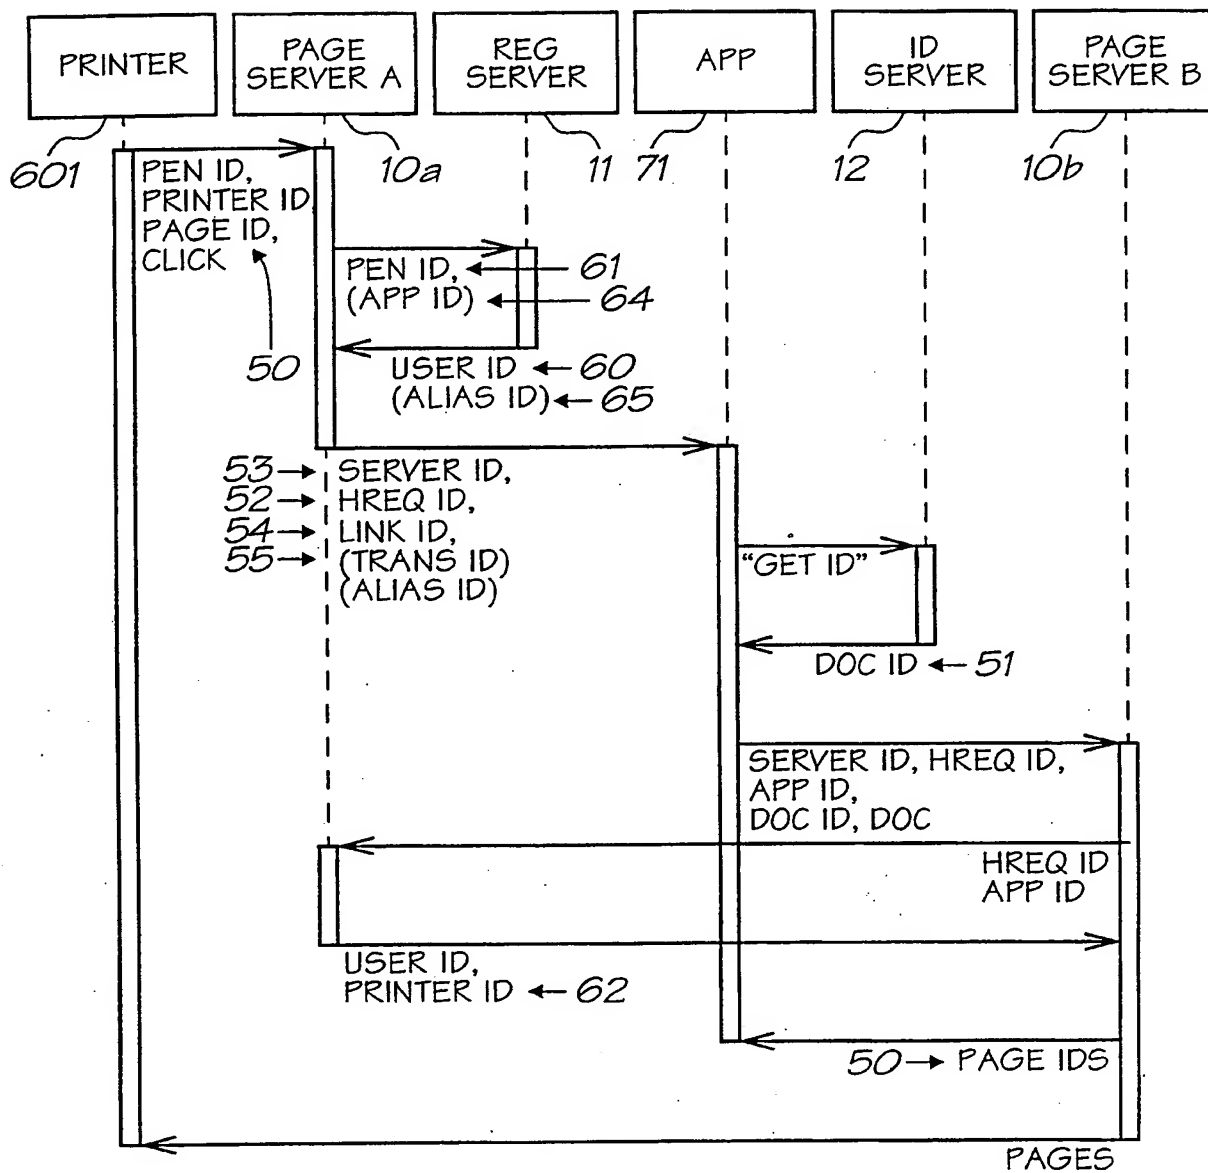 PRINTER
PAGE
SERVER A
REG
SERVER
APP
ID
SERVER
PAGE
SERVER B
601
10a
11
71
12
10b
PEN ID,
PRINTER ID
PAGE ID,
CLICK
50
PEN ID,
61
(APP ID)
64
USER ID
60
(ALIAS ID)
65
53
SERVER ID,
52
HREQ ID,
54
LINK ID,
55
(TRANS ID)
(ALIAS ID)
"GET ID"
DOC ID
51
SERVER ID, HREQ ID,
APP ID,
DOC ID, DOC
HREQ ID
APP ID
USER ID,
PRINTER ID
62
50
PAGE IDS
PAGES